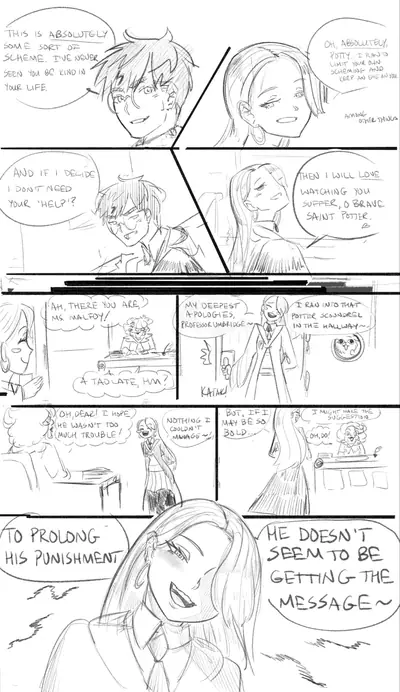 THIS IS ABSOLUTELY
SOME SORT OF
SCHEME. I'VE NEVER
SEEN YOU BE KIND IN
YOUR LIFE.
OH, ABSOLUTELY,
POTTY. I PLAN TO
LIMIT YOUR OWN
SCHEMING AND
KEEP AN EYE ON YOU
AMONG
OTHER THINGS
AND IF I DECIDE
I DON'T NEED
YOUR "HELP"?
THEN I WILL LOVE
WATCHING YOU
SUFFER, O BRAVE
SAINT POTTER.
AH, THERE YOU ARE,
MS. MALFOY!
A TAD LATE, HM?
MY DEEPEST
APOLOGIES,
PROFESSOR UMBRIDGE~
I RAN INTO THAT
POTTER SCOUNDREL
IN THE HALLWAY~
OH, DEAR! I HOPE
HE WASN'T TOO
MUCH TROUBLE!
NOTHING I
COULDN'T
MANAGE~
BUT, IF I
MAY BE SO
BOLD...
I MIGHT HAVE THE
SUGGESTION
OH, DO!
TO PROLONG
HIS PUNISHMENT
HE DOESN'T
SEEM TO BE
GETTING THE
MESSAGE~